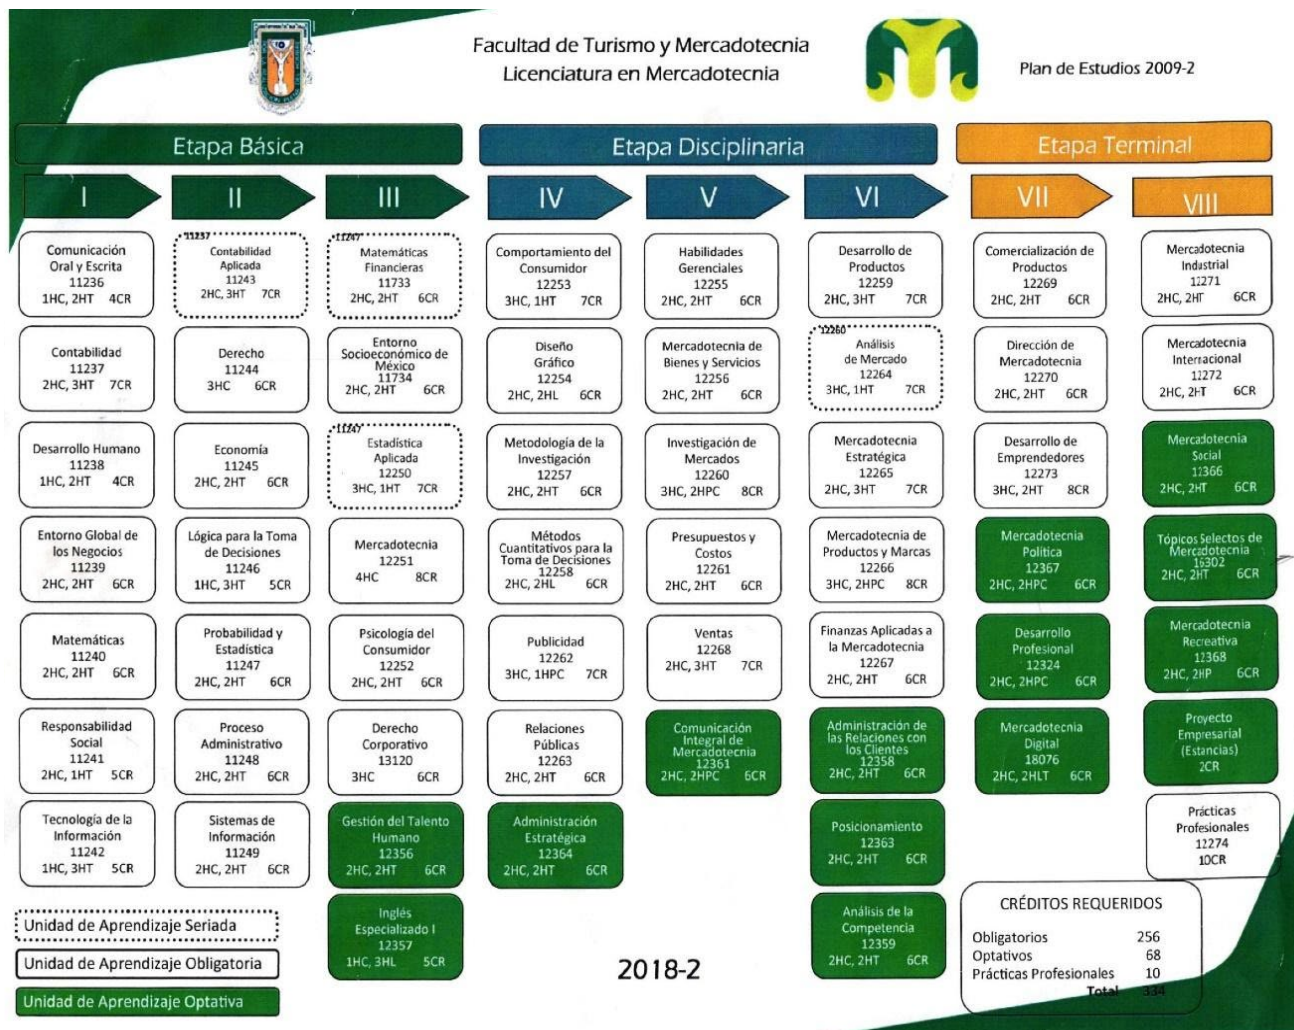 Facultad de Turismo y Mercadotecnia
Licenciatura en Mercadotecnia
Plan de Estudios 2009-2
Etapa Básica
Etapa Disciplinaria
Etapa Terminal
I
II
III
IV
V
VI
VII
VIII
Comunicación
Oral y Escrita
11236
1HC, 2HT 4CR
11237
Contabilidad
Aplicada
11243
2HC, 3HT 7CR
11247
Matemáticas
Financieras
11733
2HC, 2HT 6CR
Comportamiento del
Consumidor
12253
3HC, 1HT 7CR
Habilidades
Gerenciales
12255
2HC, 2HT 6CR
Desarrollo de
Productos
12259
2HC, 3HT 7CR
Comercialización de
Productos
12269
2HC, 2HT 6CR
Mercadotecnia
Industrial
12271
2HC, 2HT 6CR
Contabilidad
11237
2HC, 3HT 7CR
Derecho
11244
3HC 6CR
Entorno
Socioeconómico de
México
11734
2HC, 2HT 6CR
Diseño
Gráfico
12254
2HC, 2HL 6CR
Mercadotecnia de
Bienes y Servicios
12256
2HC, 2HT 6CR
12260
Análisis
de Mercado
12264
3HC, 1HT 7CR
Dirección de
Mercadotecnia
12270
2HC, 2HT 6CR
Mercadotecnia
Internacional
12272
2HC, 2HT 6CR
Desarrollo Humano
11238
1HC, 2HT 4CR
Economía
11245
2HC, 2HT 6CR
11247
Estadística
Aplicada
12250
3HC, 1HT 7CR
Metodología de la
Investigación
12257
2HC, 2HT 6CR
Investigación de
Mercados
12260
3HC, 2HPC 8CR
Mercadotecnia
Estratégica
12265
2HC, 3HT 7CR
Desarrollo de
Emprendedores
12273
3HC, 2HT 8CR
Mercadotecnia
Social
12366
2HC, 2HT 6CR
Entorno Global de
los Negocios
11239
2HC, 2HT 6CR
Lógica para la Toma
de Decisiones
11246
1HC, 3HT 5CR
Mercadotecnia
12251
4HC 8CR
Métodos
Cuantitativos para la
Toma de Decisiones
12258
2HC, 2HL 6CR
Presupuestos y
Costos
12261
2HC, 2HT 6CR
Mercadotecnia de
Productos y Marcas
12266
3HC, 2HPC 8CR
Mercadotecnia
Política
12367
2HC, 2HPC 6CR
Tópicos Selectos de
Mercadotecnia
16302
2HC, 2HT 6CR
Matemáticas
11240
2HC, 2HT 6CR
Probabilidad y
Estadística
11247
2HC, 2HT 6CR
Psicología del
Consumidor
12252
2HC, 2HT 6CR
Publicidad
12262
3HC, 1HPC 7CR
Ventas
12268
2HC, 3HT 7CR
Finanzas Aplicadas a
la Mercadotecnia
12267
2HC, 2HT 6CR
Desarrollo
Profesional
12324
2HC, 2HPC 6CR
Mercadotecnia
Recreativa
12368
2HC, 2HP 6CR
Responsabilidad
Social
11241
2HC, 1HT 5CR
Proceso
Administrativo
11248
2HC, 2HT 6CR
Derecho
Corporativo
13120
3HC 6CR
Relaciones
Públicas
12263
2HC, 2HT 6CR
Comunicación
Integral de
Mercadotecnia
12361
2HC, 2HPC 6CR
Administración de
las Relaciones con
los Clientes
12358
2HC, 2HT 6CR
Mercadotecnia
Digital
18076
2HC, 2HLT 6CR
Proyecto
Empresarial
(Estancias)
2CR
Tecnología de la
Información
11242
1HC, 3HT 5CR
Sistemas de
Información
11249
2HC, 2HT 6CR
Gestión del Talento
Humano
12356
2HC, 2HT 6CR
Administración
Estratégica
12364
2HC, 2HT 6CR
Posicionamiento
12363
2HC, 2HT 6CR
Prácticas
Profesionales
12274
10CR
Inglés
Especializado I
12357
1HC, 3HL 5CR
Análisis de la
Competencia
12359
2HC, 2HT 6CR
Unidad de Aprendizaje Seriada
Unidad de Aprendizaje Obligatoria
Unidad de Aprendizaje Optativa
2018-2
CRÉDITOS REQUERIDOS
Obligatorios 256
Optativos 68
Prácticas Profesionales 10
Total 334